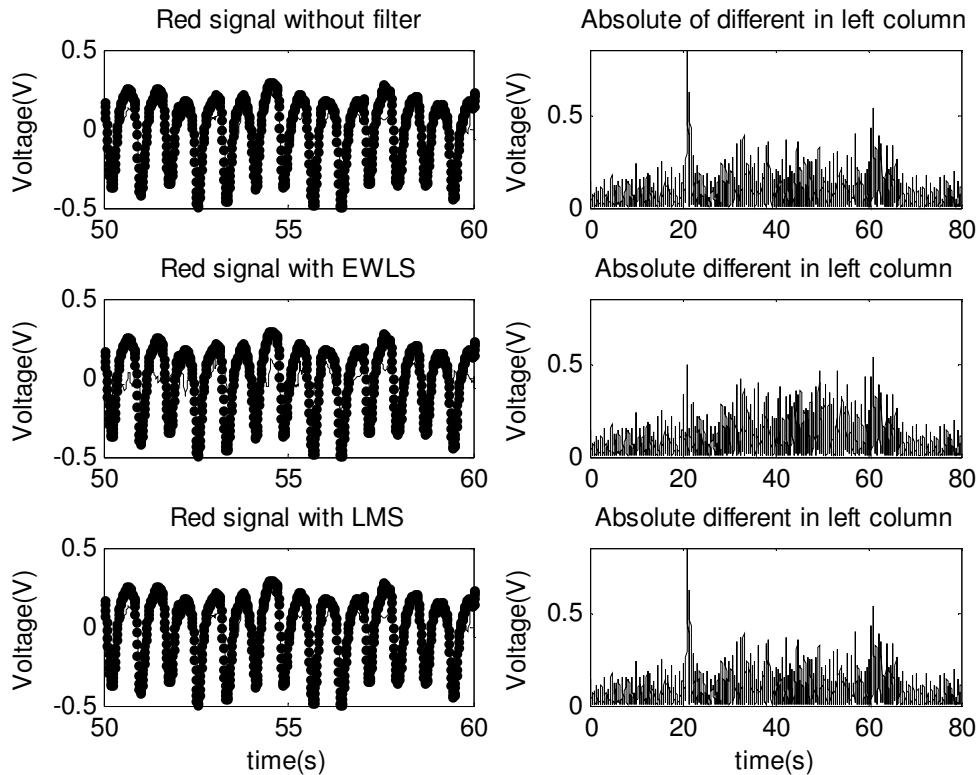 Red signal without filter
Absolute of different in left column
Voltage(V)
0.5
0
-0.5
50
55
60
Voltage(V)
0.5
0
0
20
40
60
80
Red signal with EWLS
Absolute different in left column
Voltage(V)
0.5
0
-0.5
50
55
60
Voltage(V)
0.5
0
0
20
40
60
80
Red signal with LMS
Absolute different in left column
Voltage(V)
0.5
0
-0.5
50
55
60
time(s)
Voltage(V)
0.5
0
0
20
40
60
80
time(s)